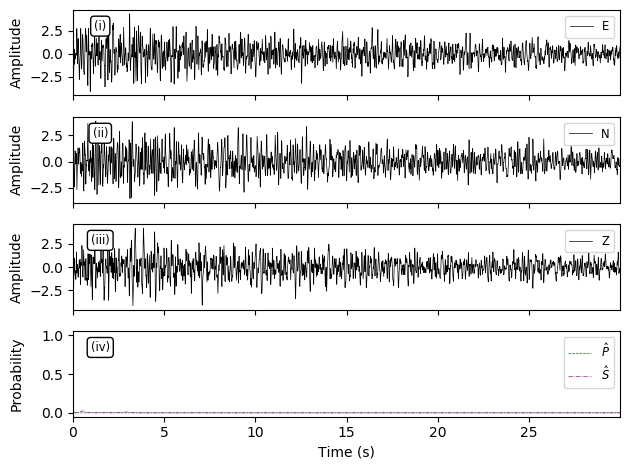 (i)
E
Amplitude
2.5
0.0
−2.5
(ii)
N
Amplitude
2.5
0.0
−2.5
(iii)
Z
Amplitude
2.5
0.0
−2.5
(iv)
P̂
Ŝ
Probability
1.0
0.5
0.0
0 5 10 15 20 25
Time (s)